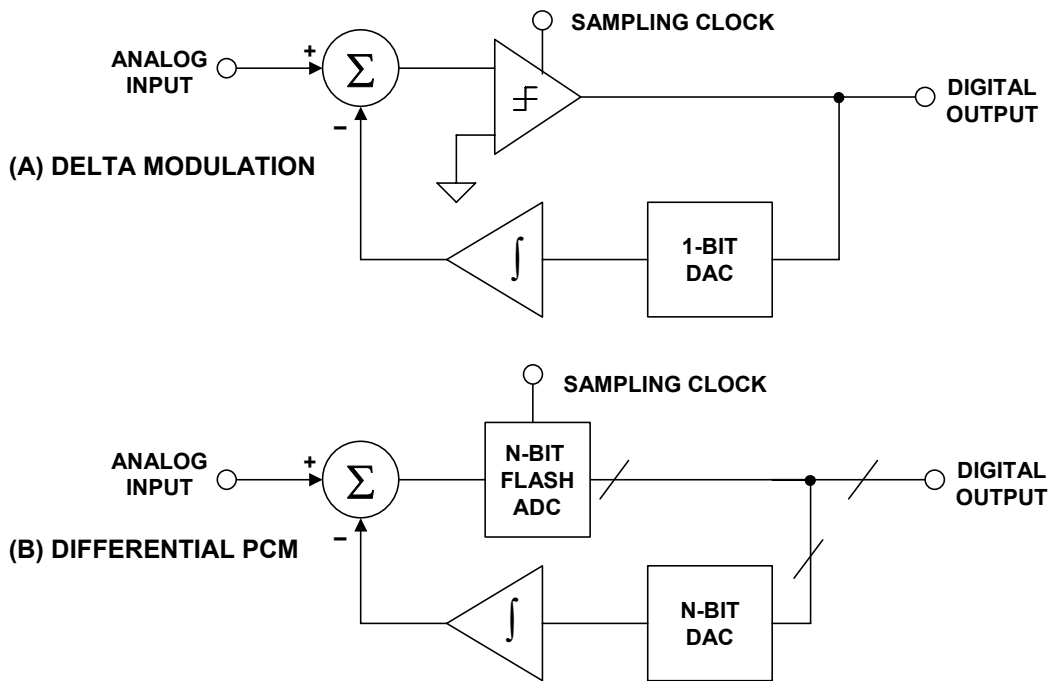 SAMPLING CLOCK
ANALOG
INPUT
+
Σ
DIGITAL
OUTPUT
–
(A) DELTA MODULATION
∫
1-BIT
DAC
SAMPLING CLOCK
ANALOG
INPUT
+
Σ
N-BIT
FLASH
ADC
DIGITAL
OUTPUT
–
(B) DIFFERENTIAL PCM
∫
N-BIT
DAC